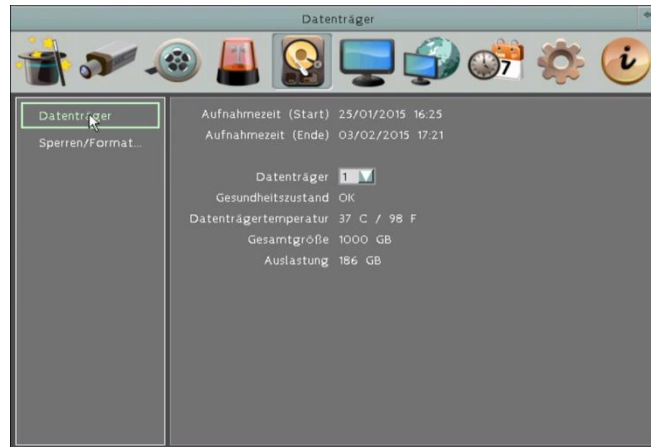 Datenträger
7
i
Datenträger
Sperren/Format...
Aufnahmezeit (Start) 25/01/2015 16:25
Aufnahmezeit (Ende) 03/02/2015 17:21
Datenträger 1
Gesundheitszustand OK
Datenträgertemperatur 37 C / 98 F
Gesamtgröße 1000 GB
Auslastung 186 GB